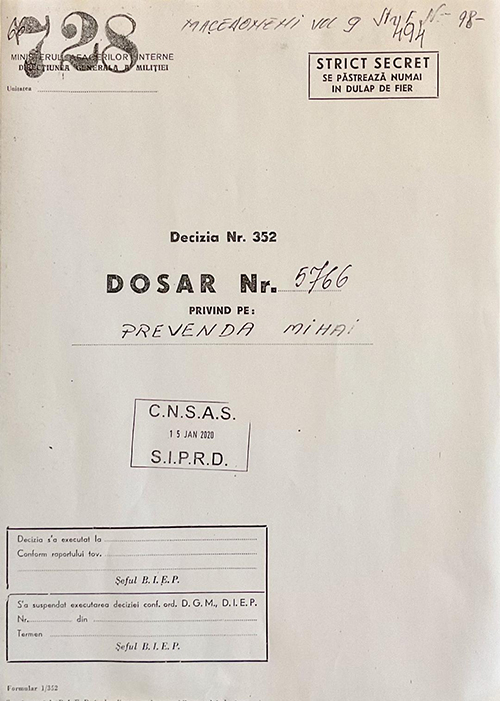 728
MACEDONENI VOL 9
494
-98-
MINISTERUL AFACERILOR INTERNE
DIRECȚIUNEA GENERALĂ A MILIȚIEI
Unitatea
STRICT SECRET
SE PĂSTREAZĂ NUMAI
IN DULAP DE FIER
Decizia Nr. 352
DOSAR Nr. 5766
PRIVIND PE:
PREVENDA MIHAI
C.N.S.A.S.
15 JAN 2020
S.I.P.R.D.
Decizia s'a executat la
Conform raportului tov.
Șeful B.I.E.P.
S'a suspendat executarea deciziei conf. ord. D.G.M., D.I.E.P.
Nr. din
Termen
Șeful B.I.E.P.
Formular 1/352